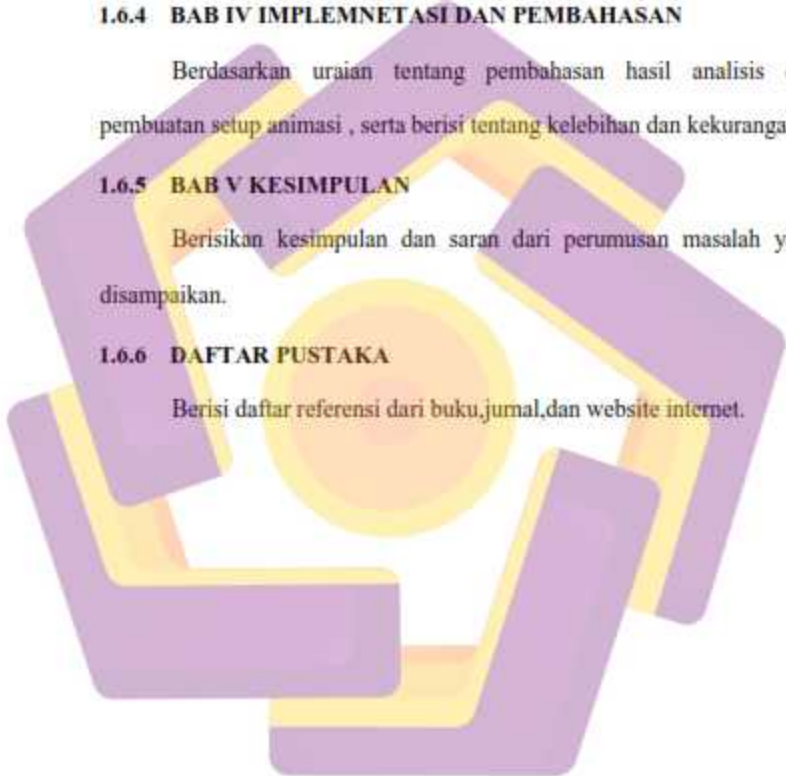 1.6.4 BAB IV IMPLEMNETASI DAN PEMBAHASAN
Berdasarkan uraian tentang pembahasan hasil analisis
pembuatan setup animasi , serta berisi tentang kelebihan dan kekuranga
1.6.5 BAB V KESIMPULAN
Berisikan kesimpulan dan saran dari perumusan masalah y
disampaikan.
1.6.6 DAFTAR PUSTAKA
Berisi daftar referensi dari buku,jurnal,dan website internet.